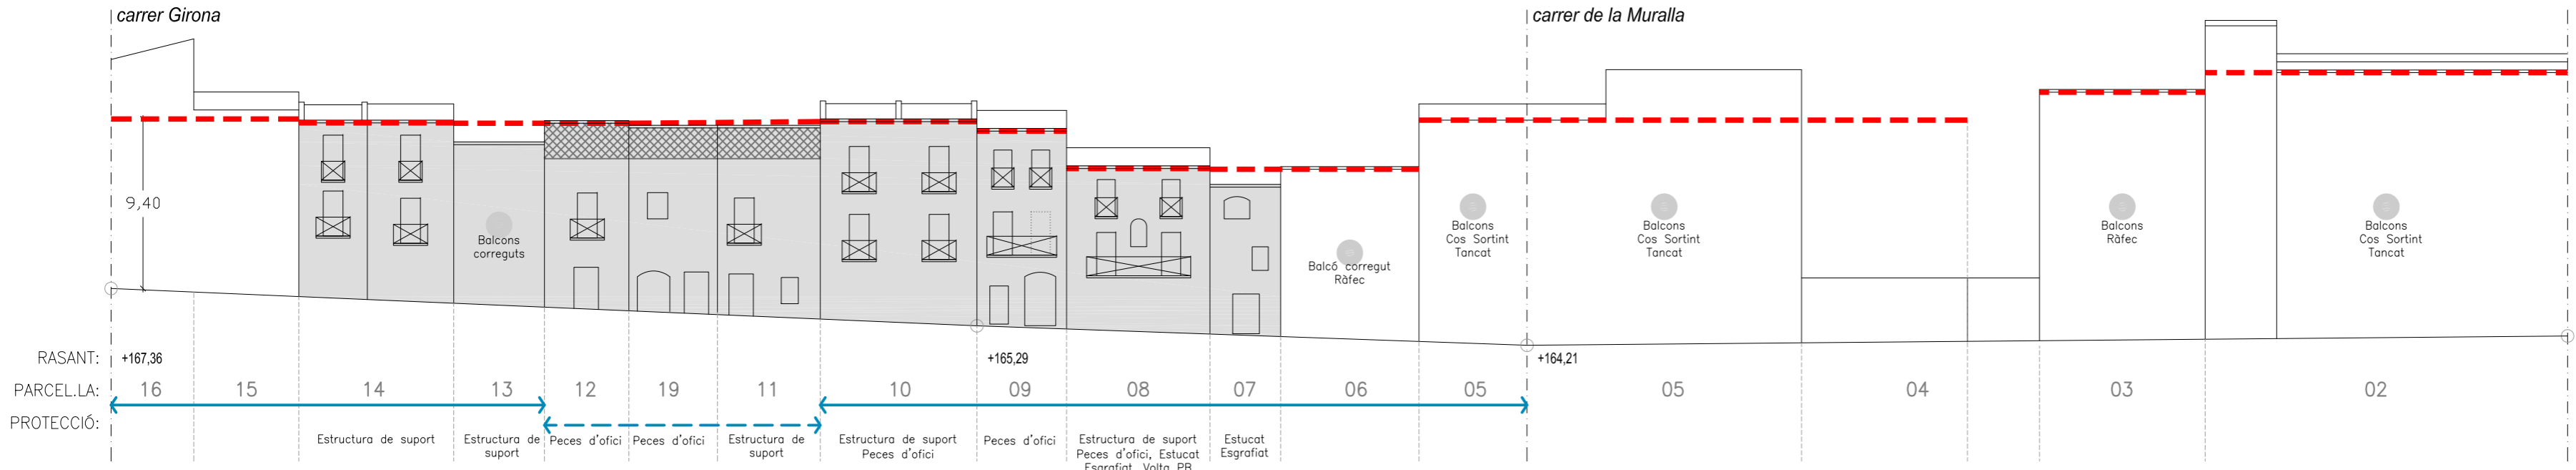 carrer Girona
carrer de la Muralla
9,40
Balcons
correguts
Balcó corregut
Ràfec
Balcons
Cos Sortint
Tancat
Balcons
Cos Sortint
Tancat
Balcons
Ràfec
Balcons
Cos Sortint
Tancat
RASANT: +167,36 +165,29 +164,21
PARCEL.LA: 16 15 14 13 12 19 11 10 09 08 07 06 05 05 04 03 02
PROTECCIÓ:
Estructura de suport
Estructura de
suport
Peces d'ofici
Peces d'ofici
Estructura de
suport
Estructura de suport
Peces d'ofici
Peces d'ofici
Estructura de suport
Peces d'ofici, Estucat
Esgrafiat, Volta PB
Estucat
Esgrafiat